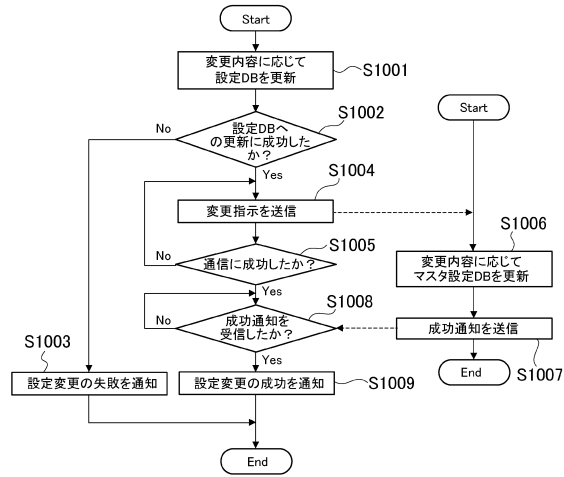 Start
変更内容に応じて
設定DBを更新
S1001
S1002
設定DBへ
の更新に成功した
か？
No
Yes
Start
S1004
変更指示を送信
S1005
通信に成功したか？
No
Yes
S1006
変更内容に応じて
マスタ設定DBを更新
S1008
成功通知を
受信したか？
No
Yes
成功通知を送信
S1007
End
S1003
設定変更の失敗を通知
設定変更の成功を通知
S1009
End